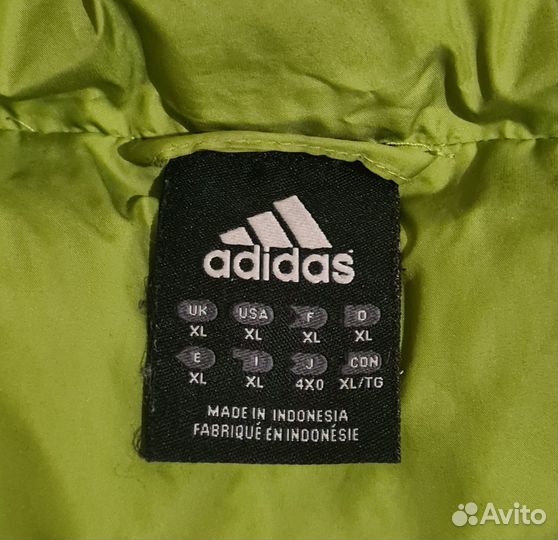 adidas
UK USA F D
XL XL XL XL
E I J CDN
XL XL 4XO XL/TG
MADE IN INDONESIA
FABRIQUÉ EN INDONÉSIE
Avito